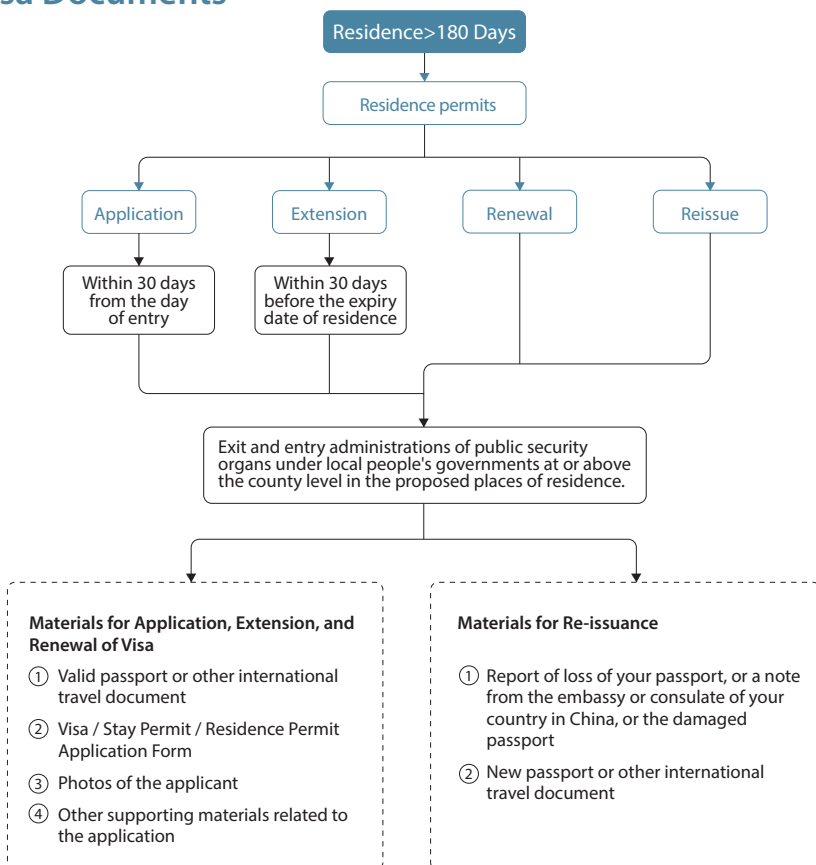 Residence>180 Days
Residence permits
Application
Extension
Renewal
Reissue
Within 30 days
from the day
of entry
Within 30 days
before the expiry
date of residence
Exit and entry administrations of public security
organs under local people's governments at or above
the county level in the proposed places of residence.
Materials for Application, Extension, and
Renewal of Visa
① Valid passport or other international
travel document
② Visa / Stay Permit / Residence Permit
Application Form
③ Photos of the applicant
④ Other supporting materials related to
the application
Materials for Re-issuance
① Report of loss of your passport, or a note
from the embassy or consulate of your
country in China, or the damaged
passport
② New passport or other international
travel document